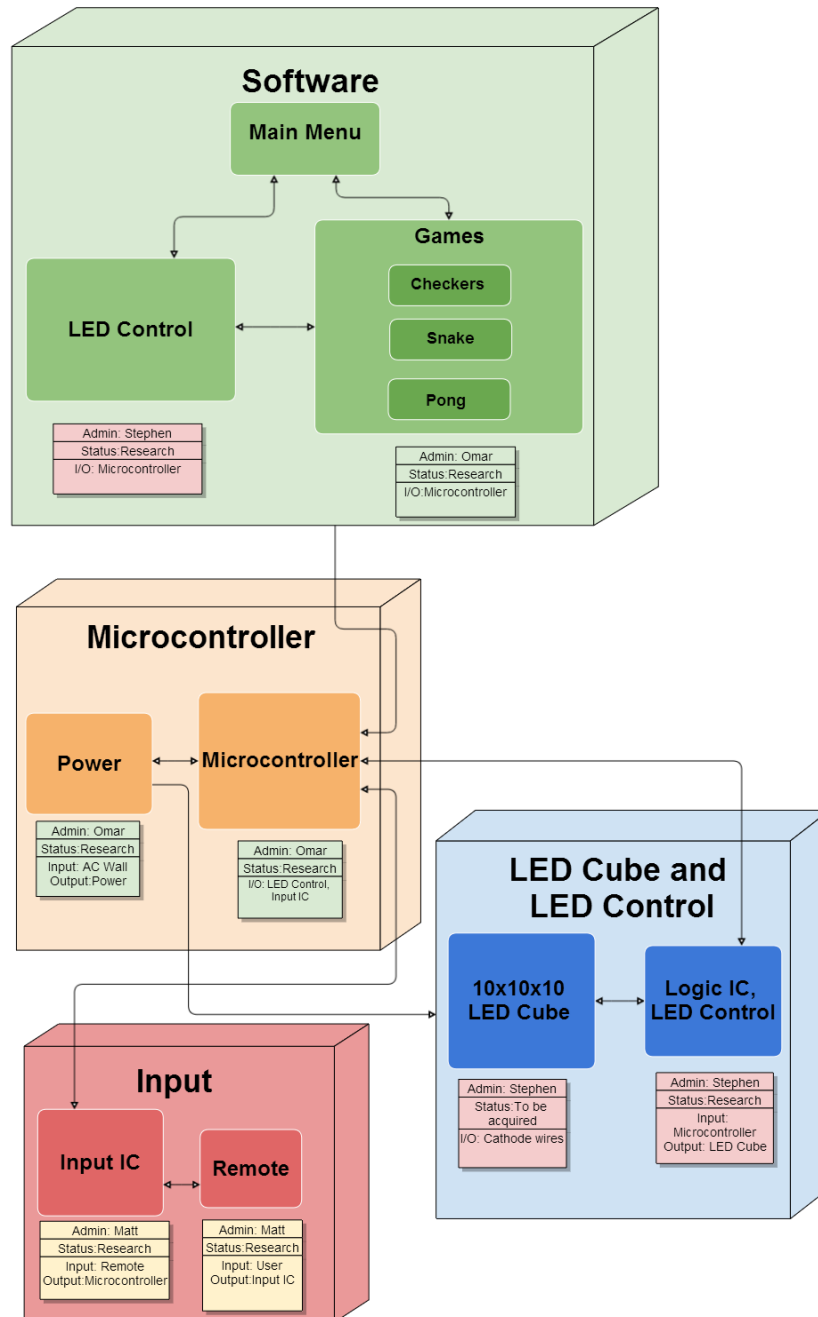 Software
Main Menu
Games
Checkers
LED Control
Snake
Pong
Admin: Stephen
Status:Research
I/O: Microcontroller
Admin: Omar
Status:Research
I/O:Microcontroller
Microcontroller
Power
Microcontroller
Admin: Omar
Status:Research
Input: AC Wall
Output:Power
Admin: Omar
Status:Research
I/O: LED Control,
Input IC
LED Cube and
LED Control
10x10x10
LED Cube
Logic IC,
LED Control
Admin: Stephen
Status:To be
acquired
I/O: Cathode wires
Admin: Stephen
Status:Research
Input:
Microcontroller
Output: LED Cube
Input
Input IC
Remote
Admin: Matt
Status:Research
Input: Remote
Output:Microcontroller
Admin: Matt
Status:Research
Input: User
Output:Input IC